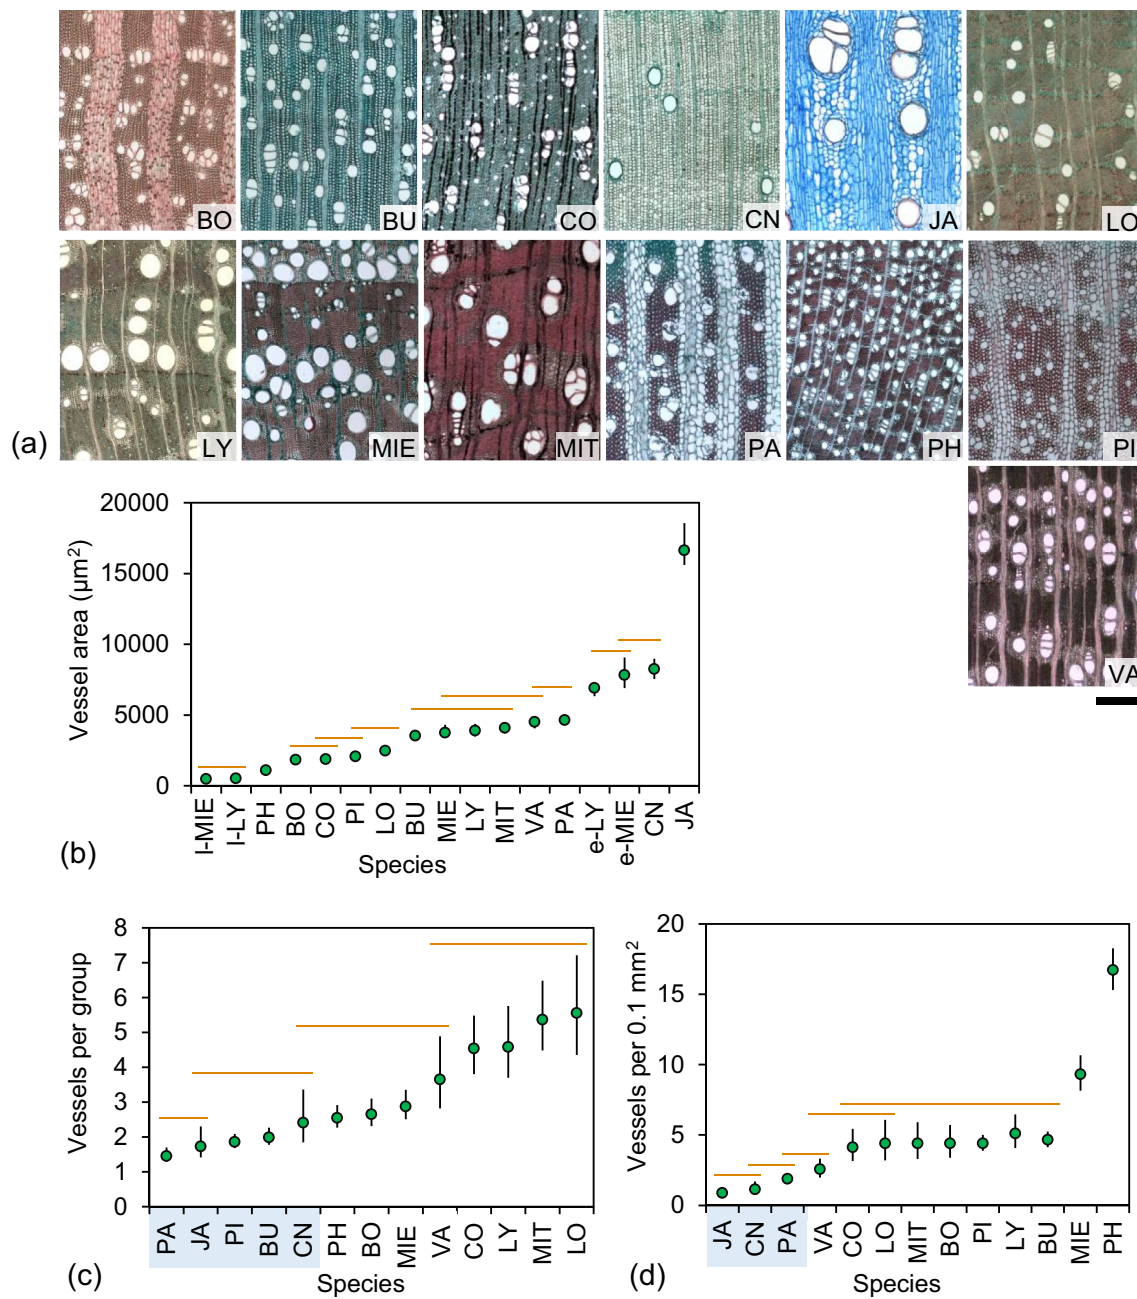 BO
BU
CO
CN
JA
LO
(a)
LY
MIE
MIT
PA
PH
PI
VA
20000
15000
10000
5000
0
Vessel area (µm²)
l-MIE
l-LY
PH
BO
CO
PI
LO
BU
MIE
LY
MIT
VA
PA
e-LY
e-MIE
CN
JA
Species
(b)
8
7
6
5
4
3
2
1
0
Vessels per group
PA
JA
PI
BU
CN
PH
BO
MIE
VA
CO
LY
MIT
LO
Species
(c)
20
15
10
5
0
Vessels per 0.1 mm²
JA
CN
PA
VA
CO
LO
MIT
BO
PI
LY
BU
MIE
PH
Species
(d)